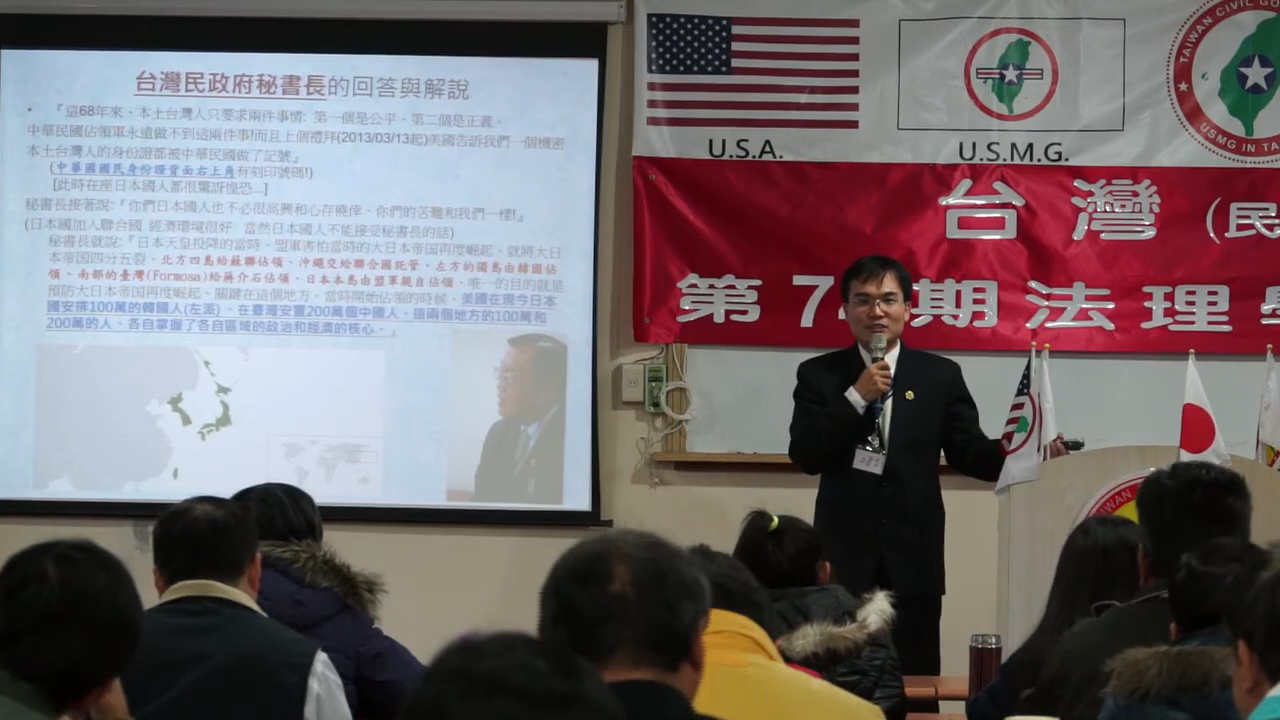 台灣民政府秘書長的回答與解說
• 『這68年來，本土台灣人只要求兩件事情: 第一個是公平、第二個是正義。
中華民國佔領軍永遠做不到這兩件事!而且上個禮拜(2013/03/13起)美國告訴我們一個機密
本土台灣人的身份證都被中華民國做了記號』
(中華國國民身份證背面右上角有刻印號碼!)
[此時在座日本國人都很驚訝惶恐...]
秘書長接著說:『你們日本國人也不必很高興和心存僥倖，你們的苦難和我們一樣!』
(日本國加入聯合國 經濟環境很好 當然日本國人不能接受秘書長的話)
秘書長就說:『日本天皇投降的當時、盟軍害怕當時的大日本帝国再度崛起、就將大日
本帝国四分五裂、北方四島給蘇聯佔領、沖繩交給聯合國託管、左方的獨島由韓國佔
領、南部的臺灣(Formosa)給蔣介石佔領、日本本島由盟軍親自佔領、唯一的目的就是
預防大日本帝国再度崛起、關鍵在這個地方。當時開始佔領的時候、美國在現今日本
國安排100萬的韓國人(左派)、在臺灣安置200萬個中國人，這兩個地方的100萬和
200萬的人、各自掌握了各自區域的政治和經濟的核心。』
U.S.A.
U.S.M.G.
TAIWAN CIVIL GO
USMG IN TA
台灣(民
第7 期法理學
TAIWAN